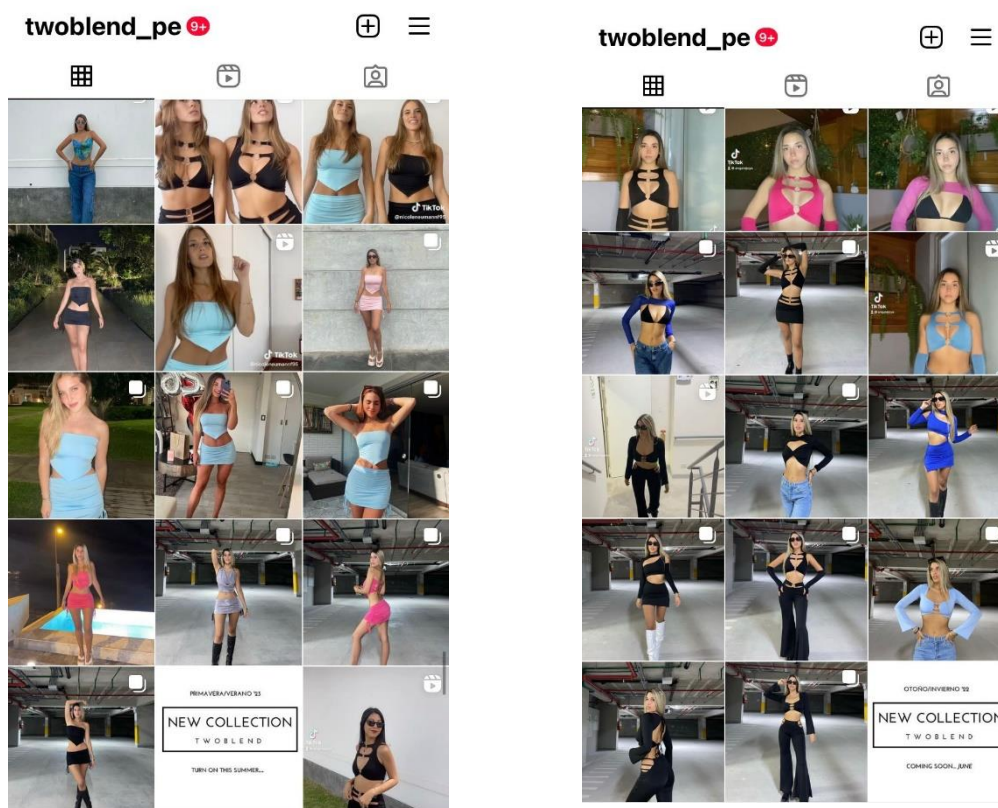 twoblend_pe 9+
TikTok
@nicoleneumann95
TikTok
PRIMAVERA/VERANO '23
NEW COLLECTION
TWOBLEND
TURN ON THIS SUMMER...
twoblend_pe 9+
TikTok
TikTok
OTOÑO/INVIERNO '22
NEW COLLECTION
TWOBLEND
COMING SOON... JUNE